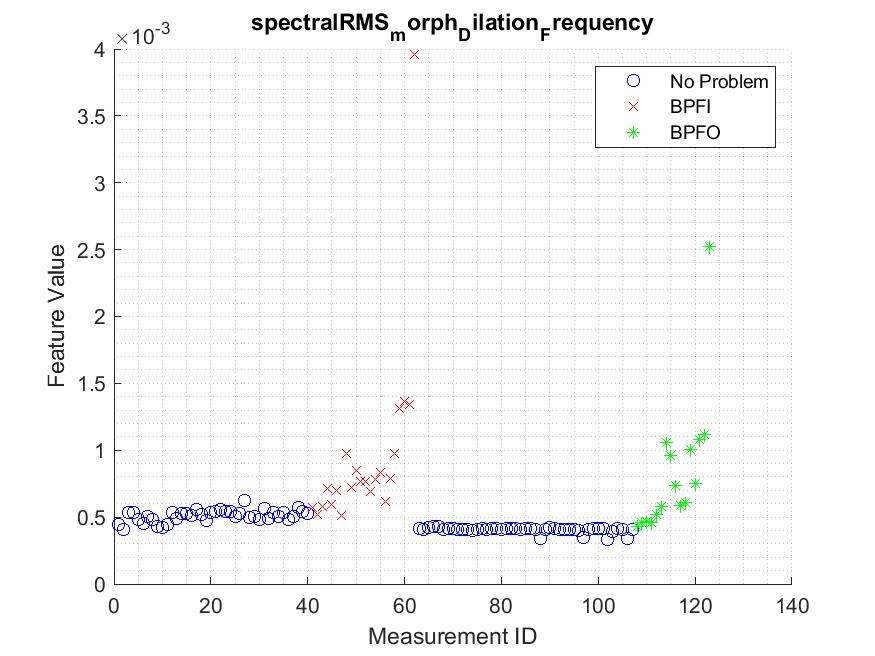 spectralRMS_morph_Dilation_Frequency
×10^-3
4
3.5
3
2.5
2
1.5
1
0.5
0
Feature Value
No Problem
BPFI
BPFO
0 20 40 60 80 100 120 140
Measurement ID